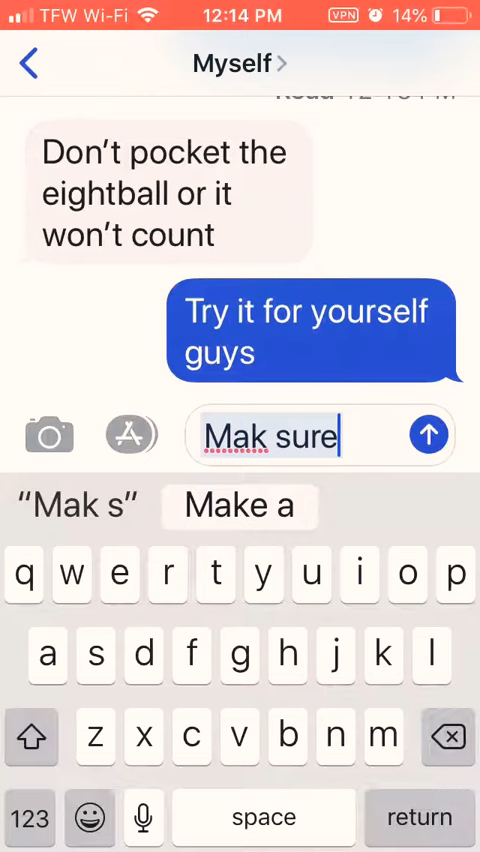 TFW Wi-Fi 12:14 PM VPN 14%
Myself
Don't pocket the
eightball or it
won't count
Try it for yourself
guys
Mak sure
“Mak s” Make a
q w e r t y u i o p
a s d f g h j k l
z x c v b n m
123 space return